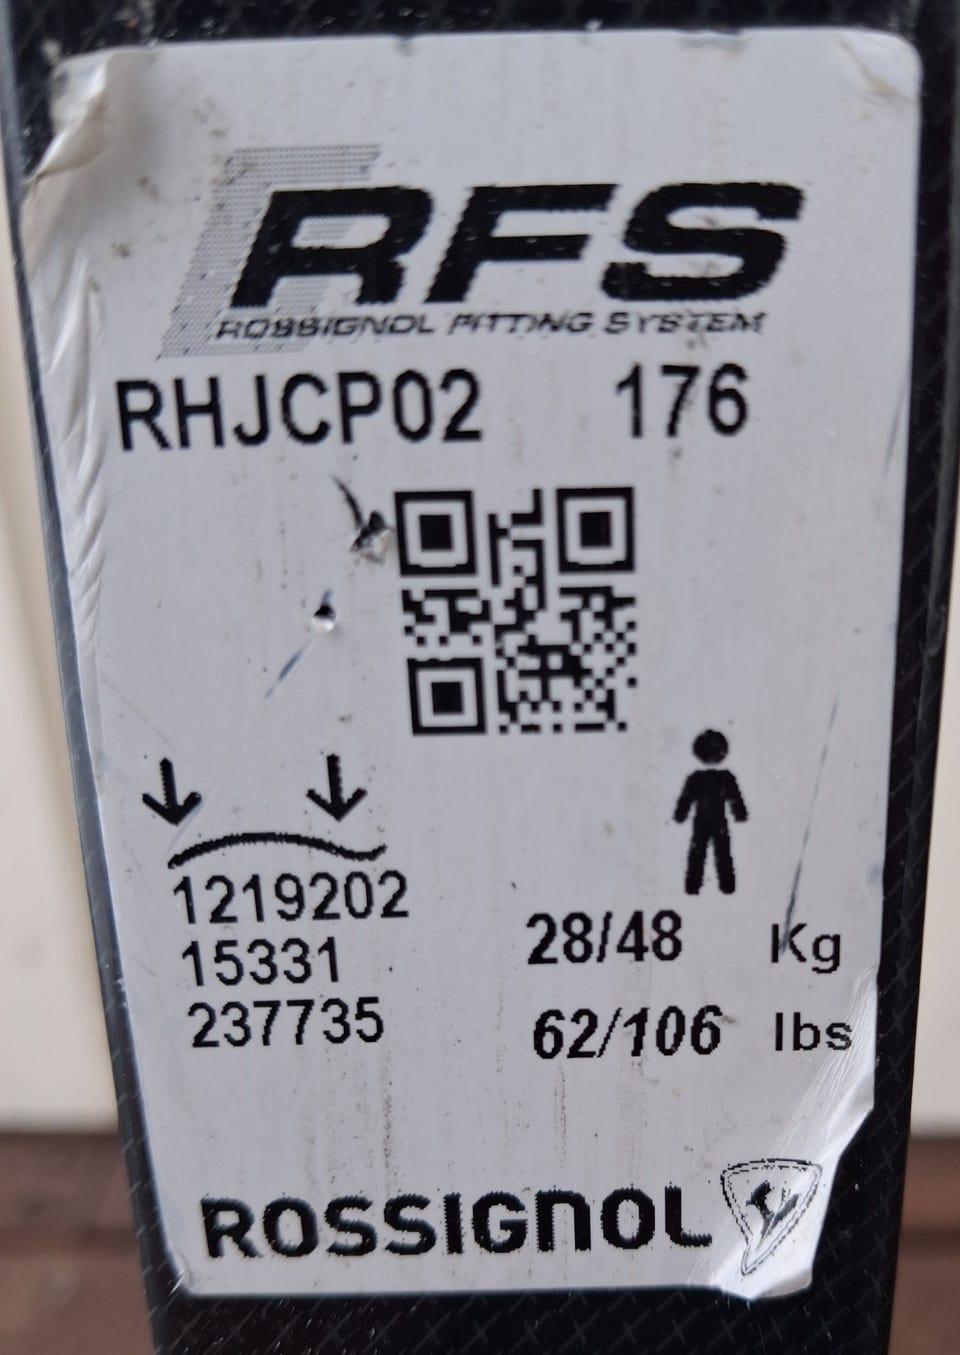 RFS
ROSSIGNOL FITTING SYSTEM
RHJCP02 176
1219202
15331
237735
28/48 Kg
62/106 lbs
ROSSIGNOL